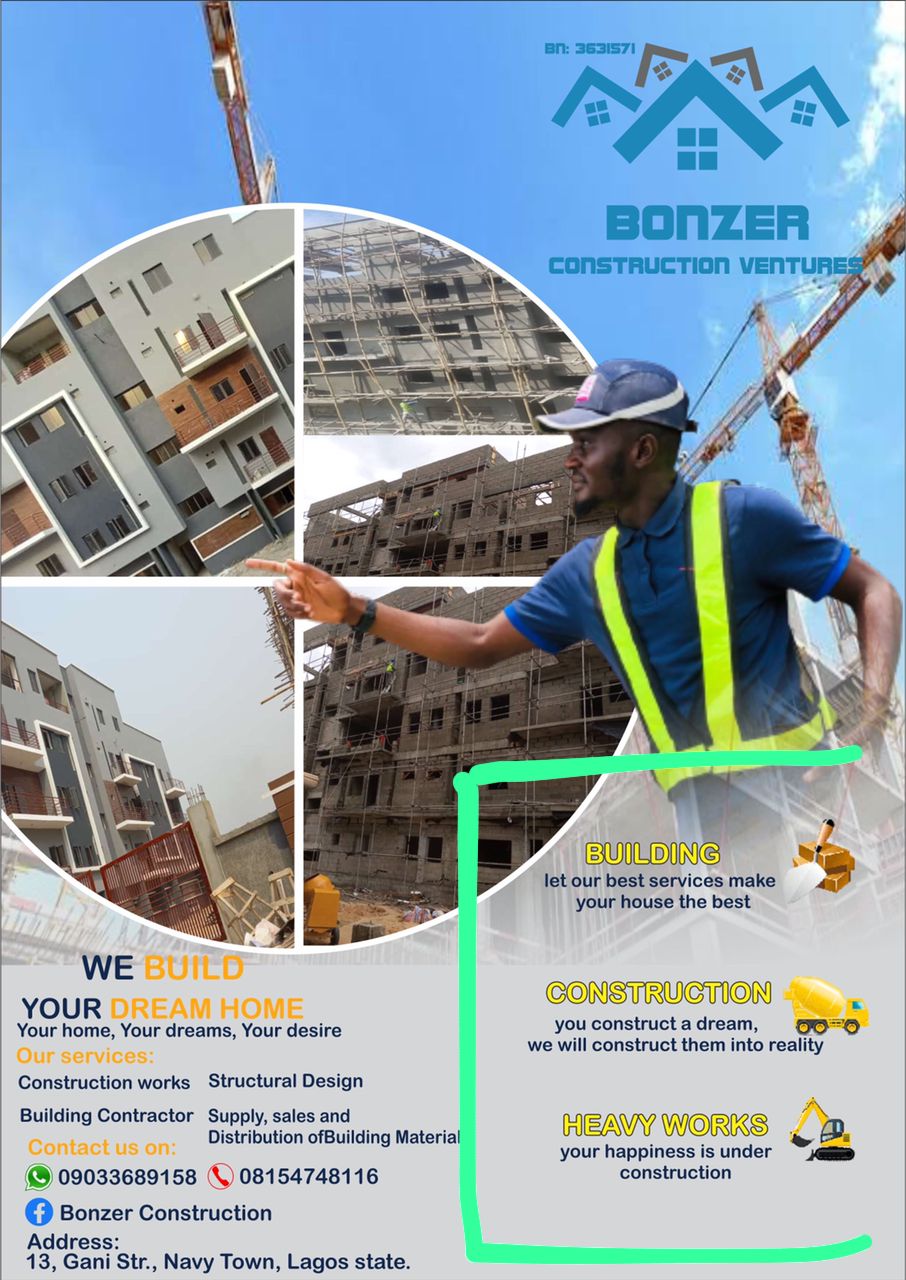 BN: 3631571
BONZER
CONSTRUCTION VENTURES
BUILDING
let our best services make
your house the best
CONSTRUCTION
you construct a dream,
we will construct them into reality
HEAVY WORKS
your happiness is under
construction
WE BUILD
YOUR DREAM HOME
Your home, Your dreams, Your desire
Our services:
Construction works
Structural Design
Building Contractor
Supply, sales and
Distribution ofBuilding Material
Contact us on:
09033689158
08154748116
Bonzer Construction
Address:
13, Gani Str., Navy Town, Lagos state.